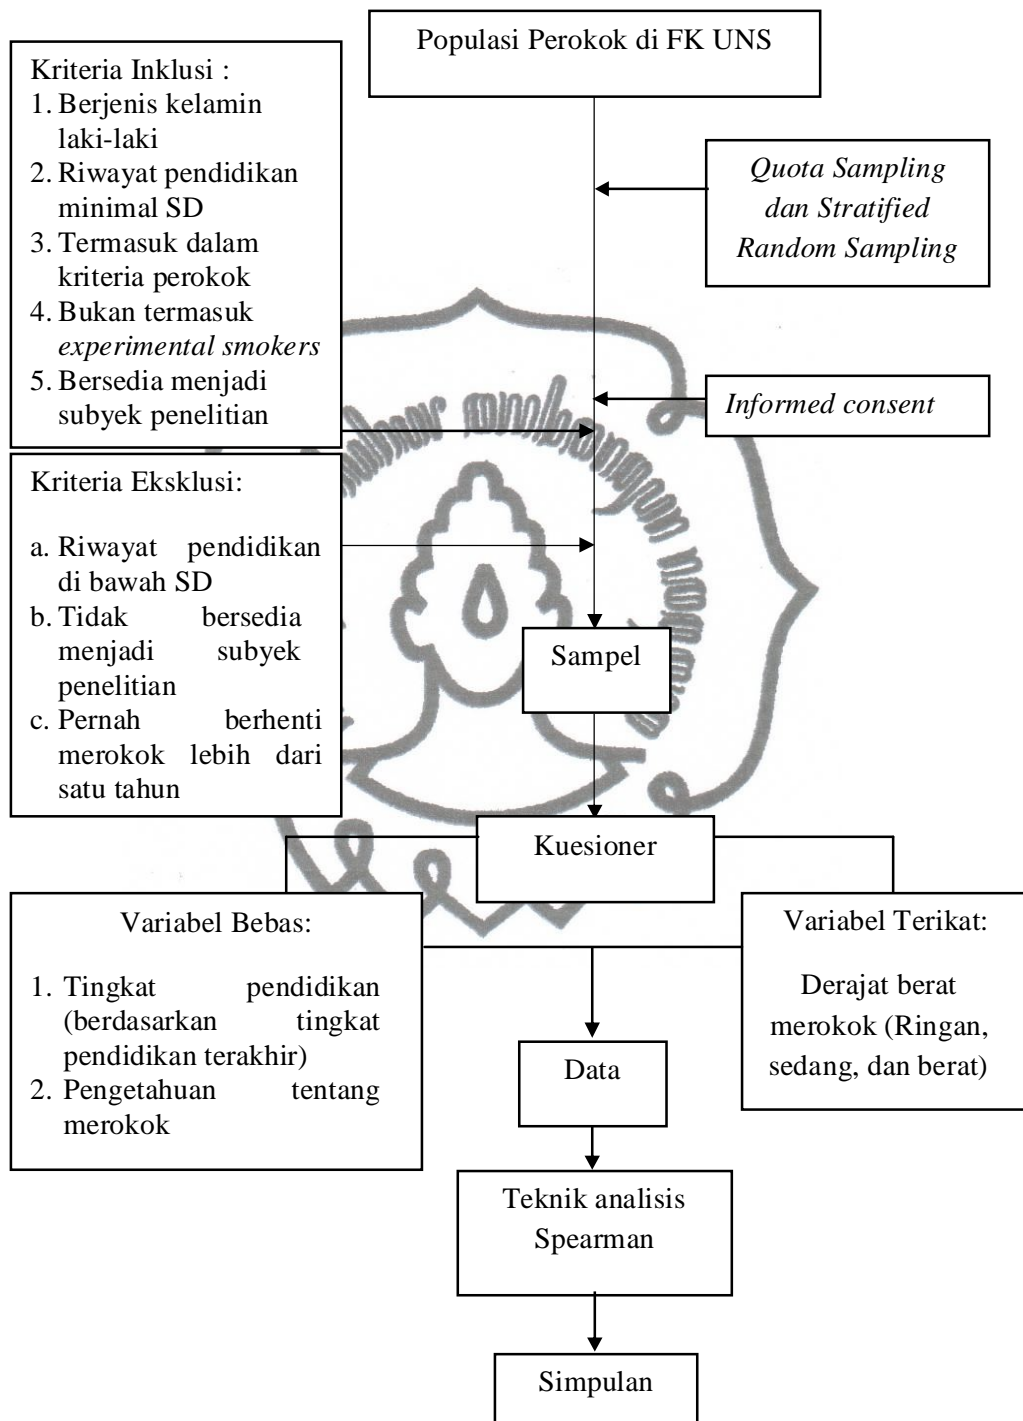 Populasi Perokok di FK UNS
Kriteria Inklusi :
1. Berjenis kelamin
laki-laki
2. Riwayat pendidikan
minimal SD
3. Termasuk dalam
kriteria perokok
4. Bukan termasuk
experimental smokers
5. Bersedia menjadi
subyek penelitian
Quota Sampling
dan Stratified
Random Sampling
Informed consent
Kriteria Eksklusi:
a. Riwayat pendidikan
di bawah SD
b. Tidak bersedia
menjadi subyek
penelitian
c. Pernah berhenti
merokok lebih dari
satu tahun
Sampel
Kuesioner
Variabel Bebas:
1. Tingkat pendidikan
(berdasarkan tingkat
pendidikan terakhir)
2. Pengetahuan tentang
merokok
Variabel Terikat:
Derajat berat
merokok (Ringan,
sedang, dan berat)
Data
Teknik analisis
Spearman
Simpulan